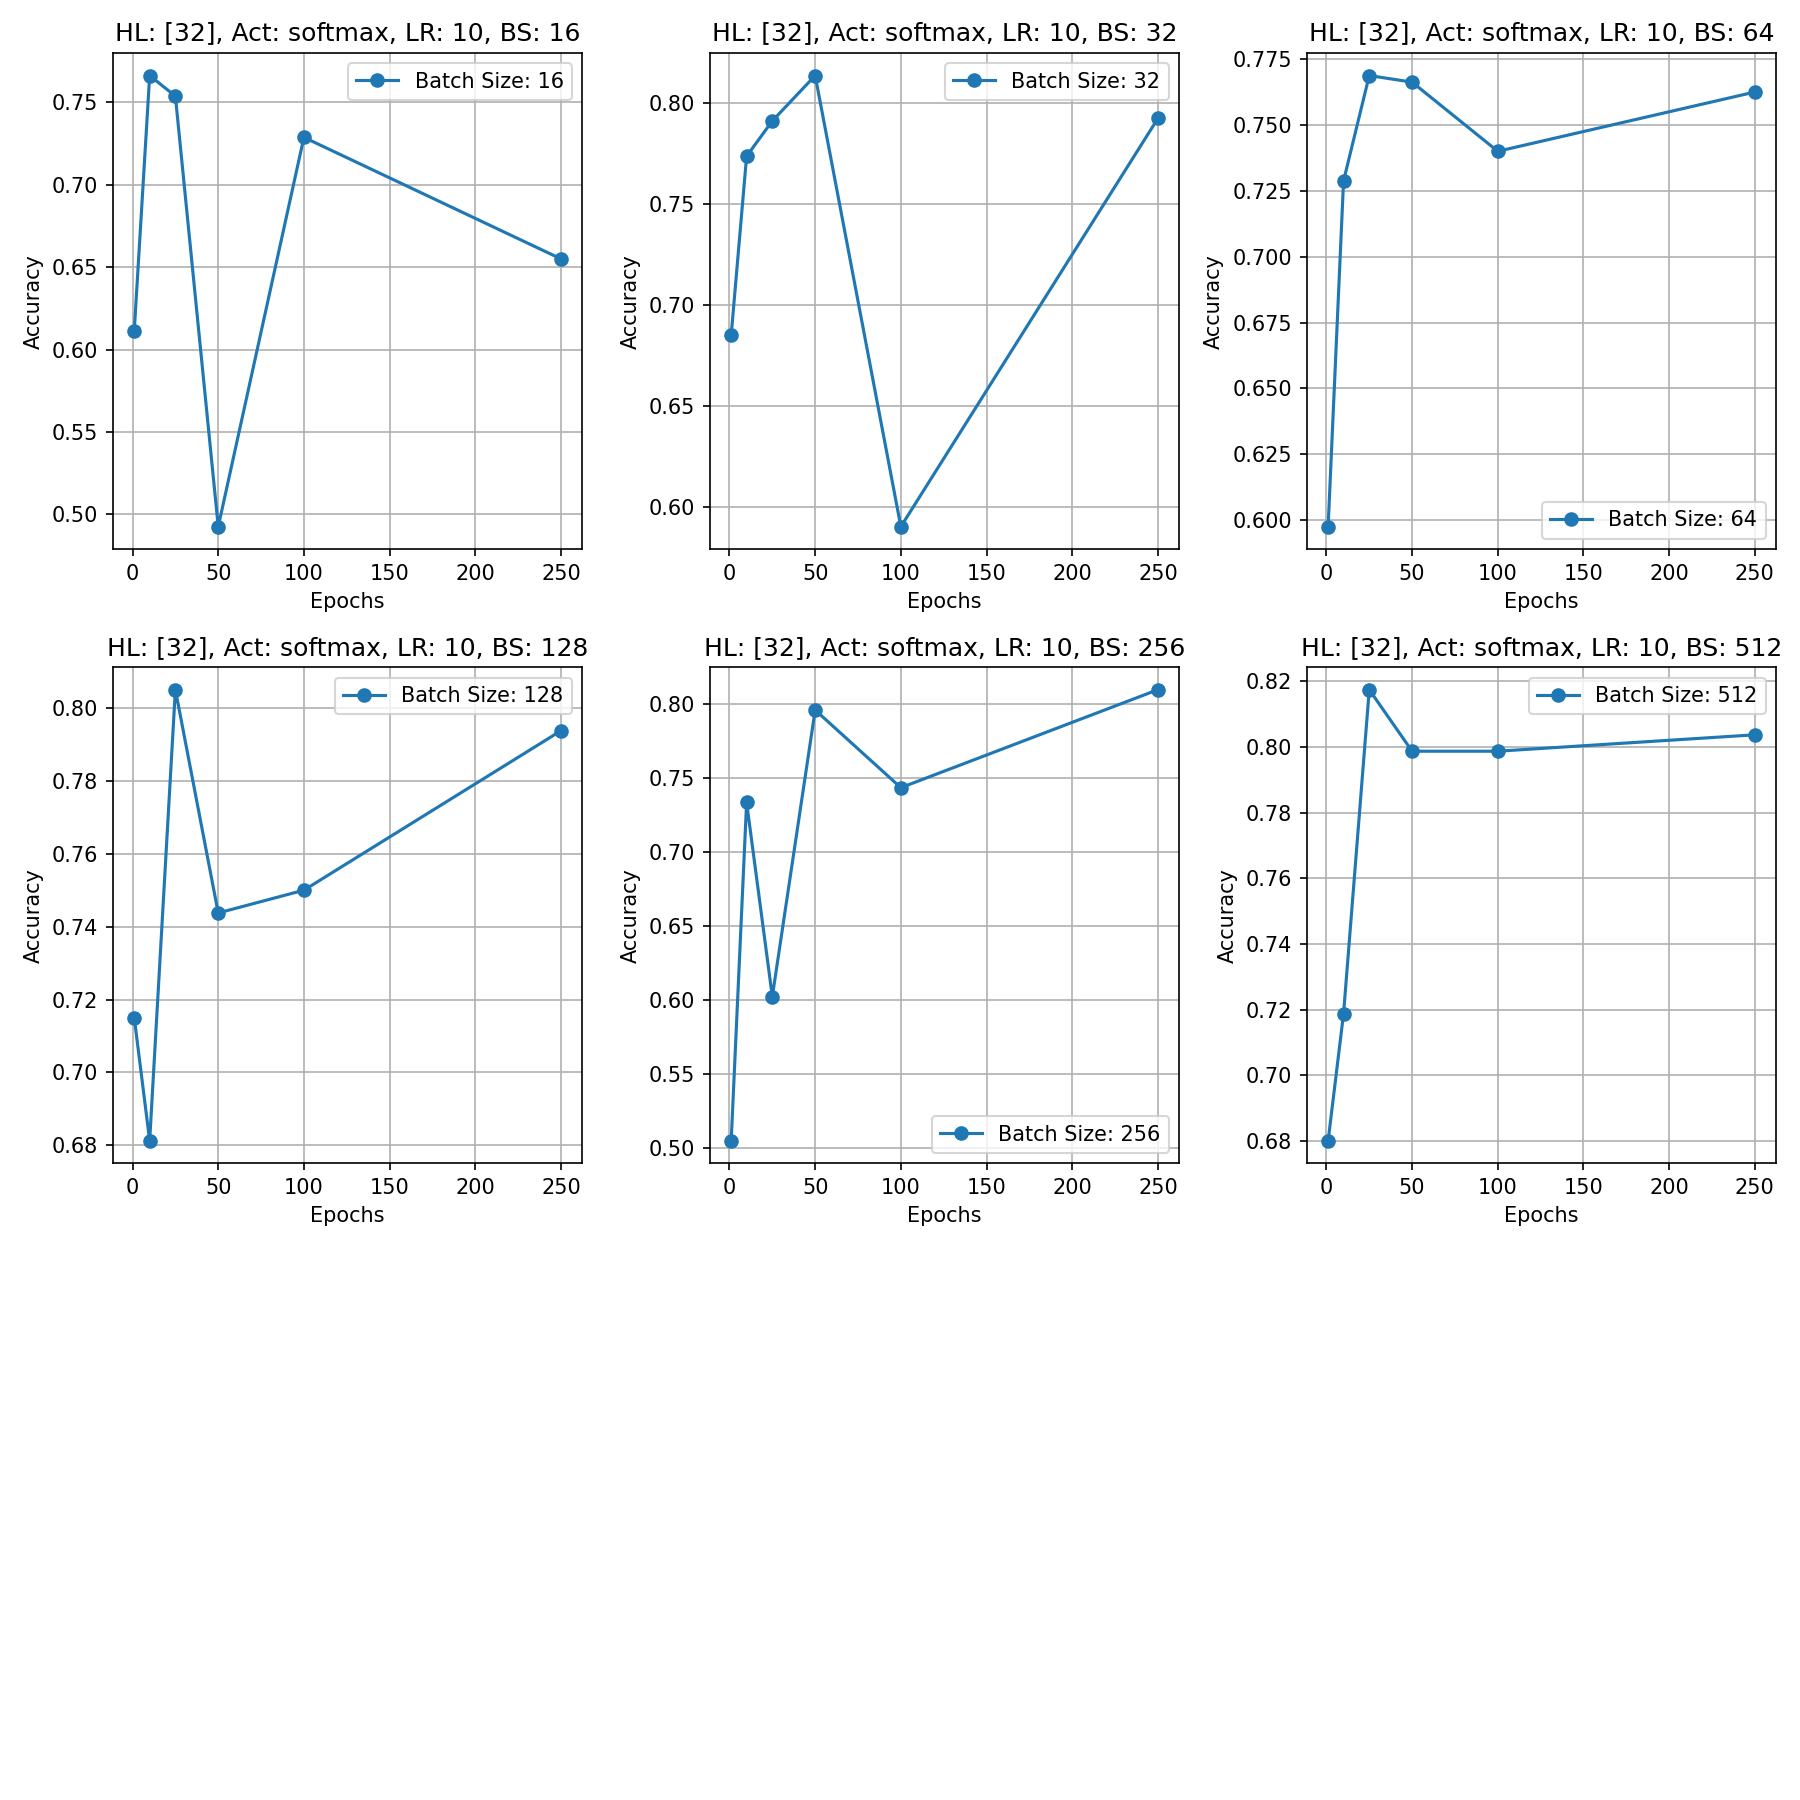 HL: [32], Act: softmax, LR: 10, BS: 16
Batch Size: 16
0.75
0.70
0.65
0.60
0.55
0.50
Accuracy
0 50 100 150 200 250
Epochs
HL: [32], Act: softmax, LR: 10, BS: 32
Batch Size: 32
0.80
0.75
0.70
0.65
0.60
Accuracy
0 50 100 150 200 250
Epochs
HL: [32], Act: softmax, LR: 10, BS: 64
0.775
0.750
0.725
0.700
0.675
0.650
0.625
0.600
Accuracy
Batch Size: 64
0 50 100 150 200 250
Epochs
HL: [32], Act: softmax, LR: 10, BS: 128
Batch Size: 128
0.80
0.78
0.76
0.74
0.72
0.70
0.68
Accuracy
0 50 100 150 200 250
Epochs
HL: [32], Act: softmax, LR: 10, BS: 256
0.80
0.75
0.70
0.65
0.60
0.55
0.50
Accuracy
Batch Size: 256
0 50 100 150 200 250
Epochs
HL: [32], Act: softmax, LR: 10, BS: 512
Batch Size: 512
0.82
0.80
0.78
0.76
0.74
0.72
0.70
0.68
Accuracy
0 50 100 150 200 250
Epochs